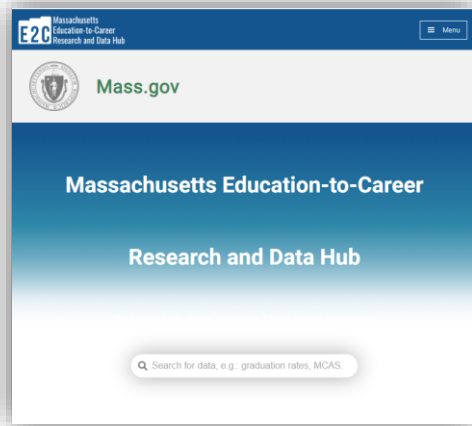 E2C
Massachusetts
Education-to-Career
Research and Data Hub
Menu
Mass.gov
Massachusetts Education-to-Career
Research and Data Hub
Search for data, e.g.: graduation rates, MCAS.